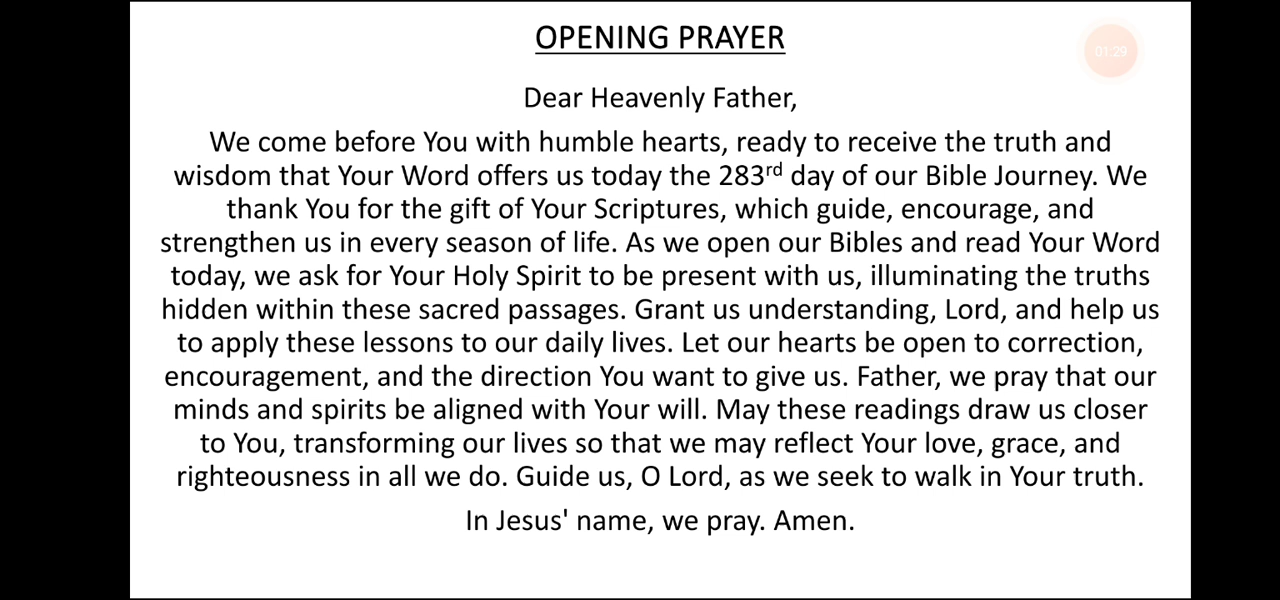 OPENING PRAYER
01:29
Dear Heavenly Father,
We come before You with humble hearts, ready to receive the truth and
wisdom that Your Word offers us today the 283rd day of our Bible Journey. We
thank You for the gift of Your Scriptures, which guide, encourage, and
strengthen us in every season of life. As we open our Bibles and read Your Word
today, we ask for Your Holy Spirit to be present with us, illuminating the truths
hidden within these sacred passages. Grant us understanding, Lord, and help us
to apply these lessons to our daily lives. Let our hearts be open to correction,
encouragement, and the direction You want to give us. Father, we pray that our
minds and spirits be aligned with Your will. May these readings draw us closer
to You, transforming our lives so that we may reflect Your love, grace, and
righteousness in all we do. Guide us, O Lord, as we seek to walk in Your truth.
In Jesus' name, we pray. Amen.